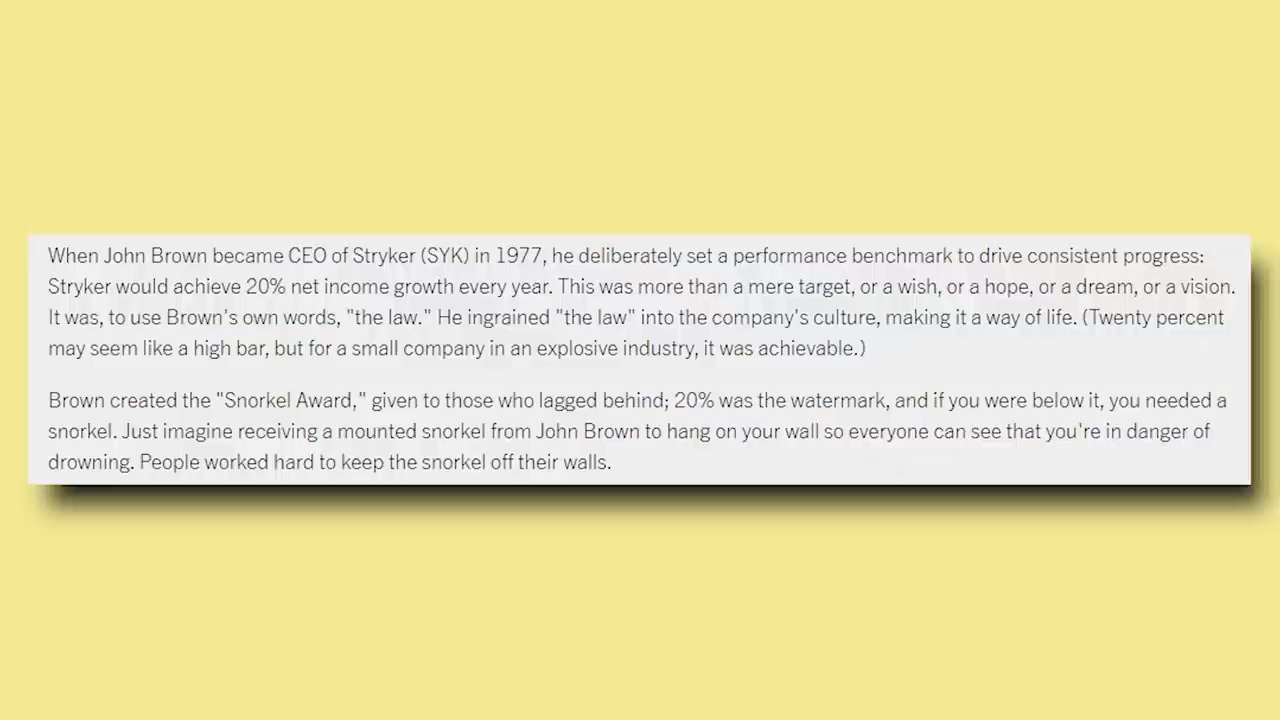 When John Brown became CEO of Stryker (SYK) in 1977, he deliberately set a performance benchmark to drive consistent progress:
Stryker would achieve 20% net income growth every year. This was more than a mere target, or a wish, or a hope, or a dream, or a vision.
It was, to use Brown's own words, "the law." He ingrained "the law" into the company's culture, making it a way of life. (Twenty percent
may seem like a high bar, but for a small company in an explosive industry, it was achievable.)
Brown created the "Snorkel Award," given to those who lagged behind; 20% was the watermark, and if you were below it, you needed a
snorkel. Just imagine receiving a mounted snorkel from John Brown to hang on your wall so everyone can see that you're in danger of
drowning. People worked hard to keep the snorkel off their walls.